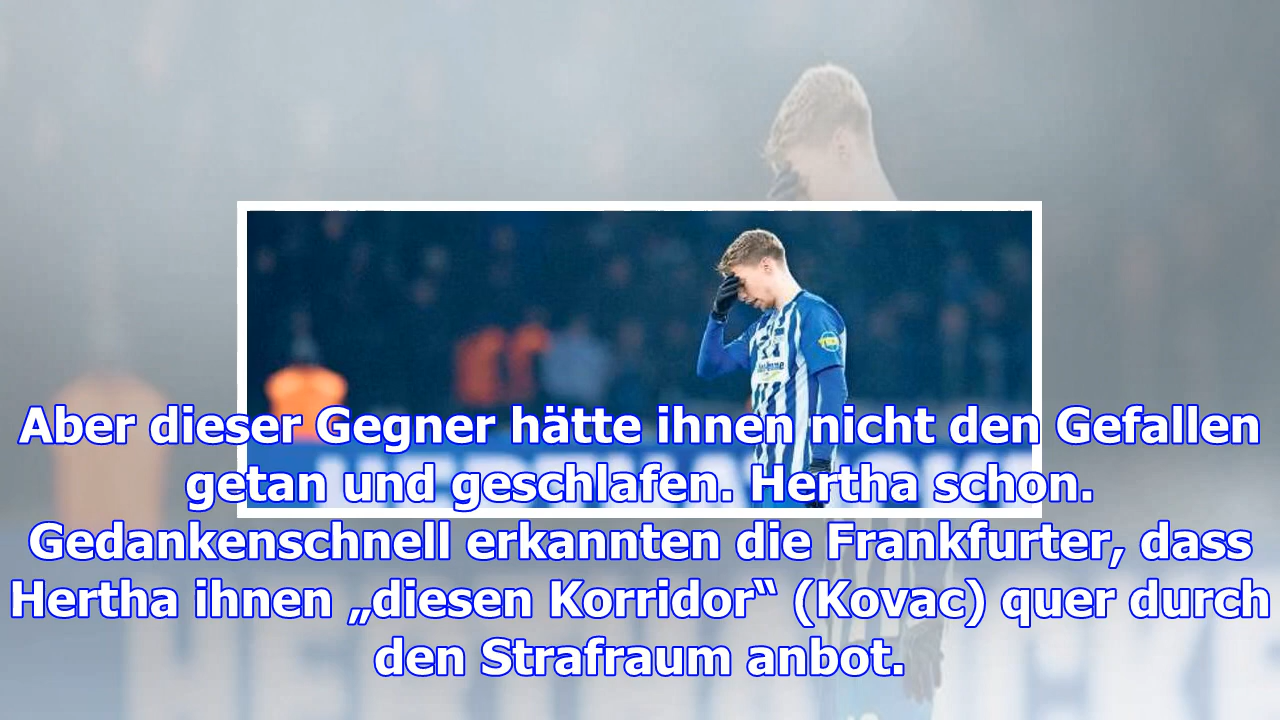 Aber dieser Gegner hätte ihnen nicht den Gefallen
getan und geschlafen. Hertha schon.
Gedankenschnell erkannten die Frankfurter, dass
Hertha ihnen „diesen Korridor“ (Kovac) quer durch
den Strafraum anbot.